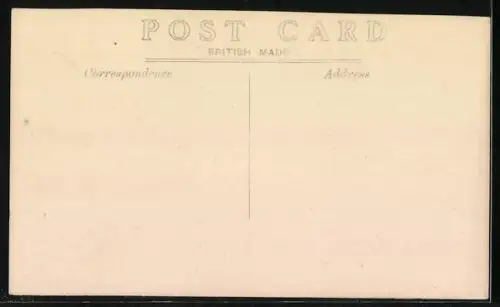 POST CARD
BRITISH MADE
Correspondence
Address